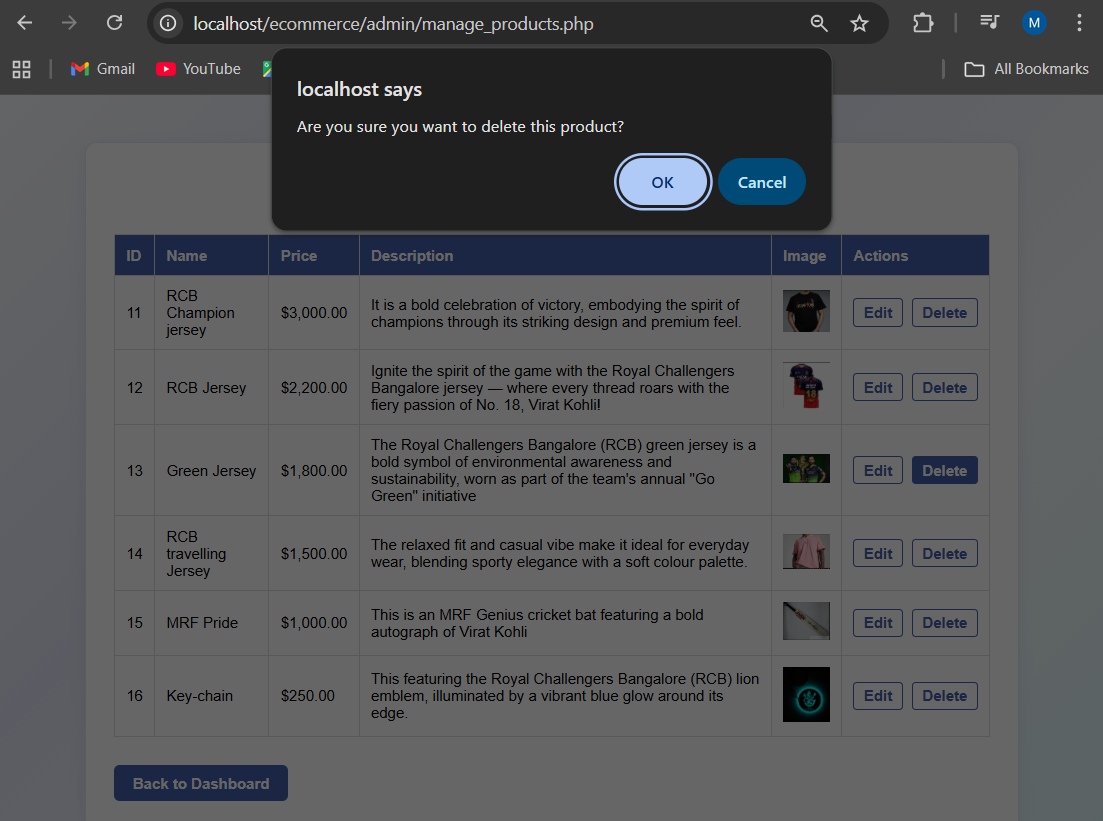 localhost/ecommerce/admin/manage_products.php
M
Gmail
YouTube
All Bookmarks
localhost says
Are you sure you want to delete this product?
OK
Cancel
ID Name Price Description Image Actions
11 RCB Champion jersey $3,000.00 It is a bold celebration of victory, embodying the spirit of
champions through its striking design and premium feel.
Edit Delete
12 RCB Jersey $2,200.00 Ignite the spirit of the game with the Royal Challengers
Bangalore jersey — where every thread roars with the
fiery passion of No. 18, Virat Kohli!
18
Edit Delete
13 Green Jersey $1,800.00 The Royal Challengers Bangalore (RCB) green jersey is a
bold symbol of environmental awareness and
sustainability, worn as part of the team's annual "Go
Green" initiative
Edit Delete
14 RCB travelling Jersey $1,500.00 The relaxed fit and casual vibe make it ideal for everyday
wear, blending sporty elegance with a soft colour palette.
Edit Delete
15 MRF Pride $1,000.00 This is an MRF Genius cricket bat featuring a bold
autograph of Virat Kohli
Edit Delete
16 Key-chain $250.00 This featuring the Royal Challengers Bangalore (RCB) lion
emblem, illuminated by a vibrant blue glow around its
edge.
Edit Delete
Back to Dashboard